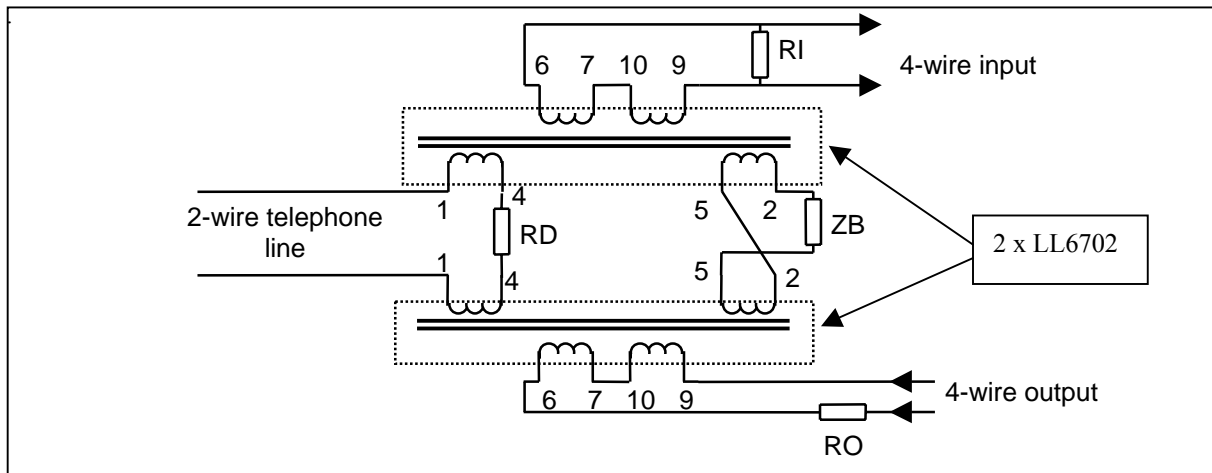 RI
6 7 10 9
4-wire input
1 4 5 2
2-wire telephone
line
RD
ZB
2 x LL6702
1 4 5 2
6 7 10 9
4-wire output
RO